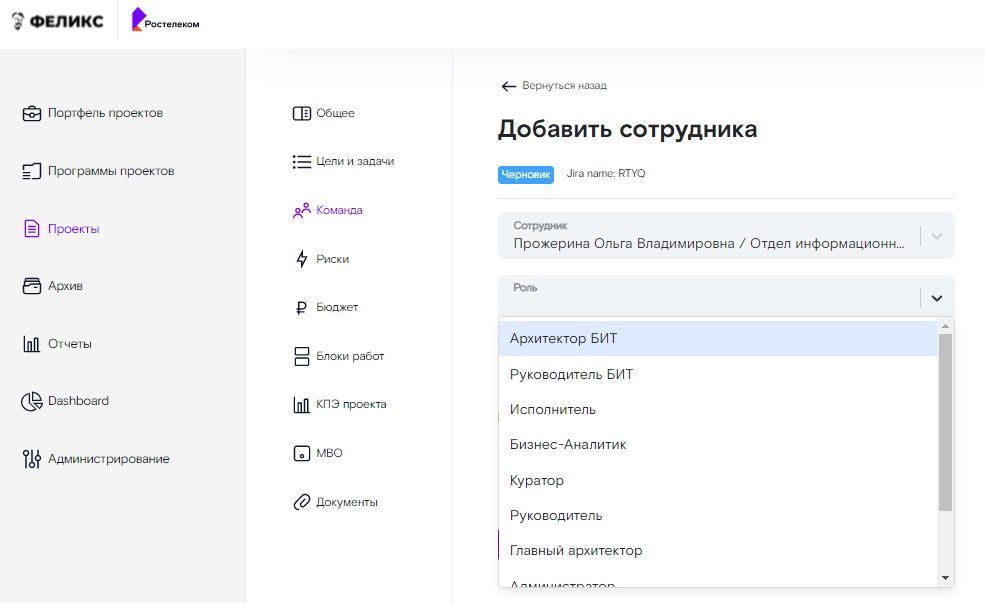 ФЕЛИКС
Ростелеком
Портфель проектов
Программы проектов
Проекты
Архив
Отчеты
Dashboard
Администрирование
Общее
Цели и задачи
Команда
Риски
Бюджет
Блоки работ
КПЭ проекта
МВО
Документы
Вернуться назад
Добавить сотрудника
Черновик Jira name: RTYQ
Сотрудник
Прожерина Ольга Владимировна / Отдел информационн...
Роль
Архитектор БИТ
Руководитель БИТ
Исполнитель
Бизнес-Аналитик
Куратор
Руководитель
Главный архитектор
Администратор